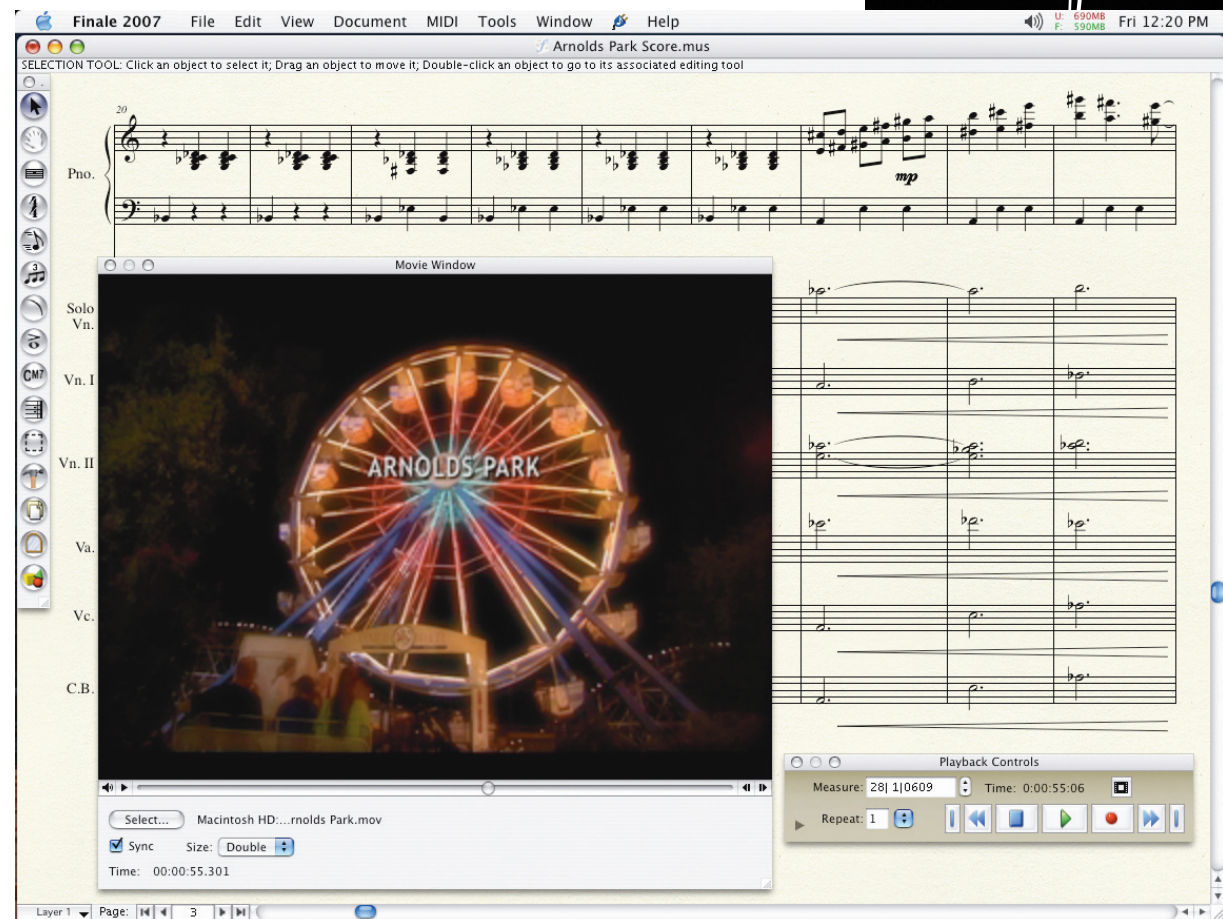 Finale 2007 File Edit View Document MIDI Tools Window Help U: 690MB F: 590MB Fri 12:20 PM
Arnolds Park Score.mus
SELECTION TOOL: Click an object to select it; Drag an object to move it; Double-click an object to go to its associated editing tool
20
Pno.
mp
3
CM7
Movie Window
ARNOLDS PARK
Solo
Vn.
Vn. I
Vn. II
Va.
Vc.
C.B.
Select... Macintosh HD:...rnolds Park.mov
Sync Size: Double
Time: 00:00:55.301
Playback Controls
Measure: 28| 1|0609 Time: 0:00:55:06
Repeat: 1
Layer 1 Page: 3